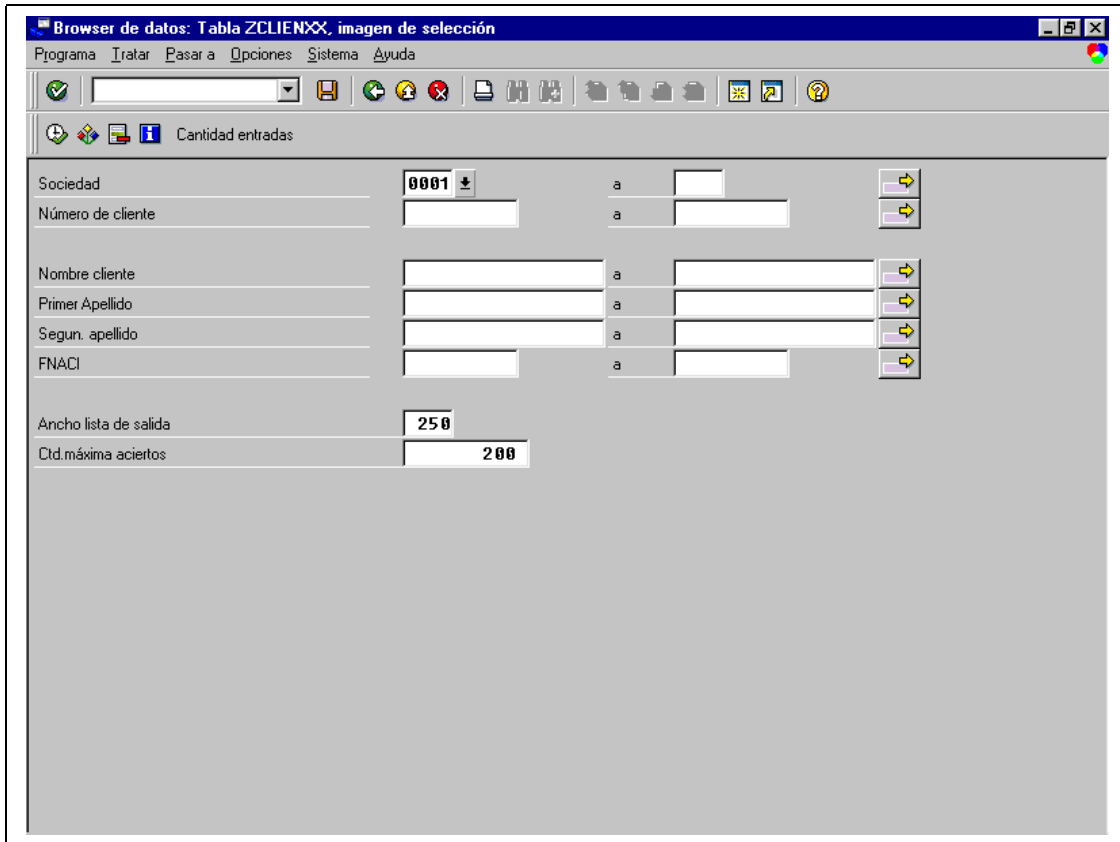 Browser de datos: Tabla ZCLIENXX, imagen de selección
Programa Tratar Pasar a Opciones Sistema Ayuda
Cantidad entradas
Sociedad 0001 a
Número de cliente a
Nombre cliente a
Primer Apellido a
Segun. apellido a
FNACI a
Ancho lista de salida 250
Ctd.máxima aciertos 200